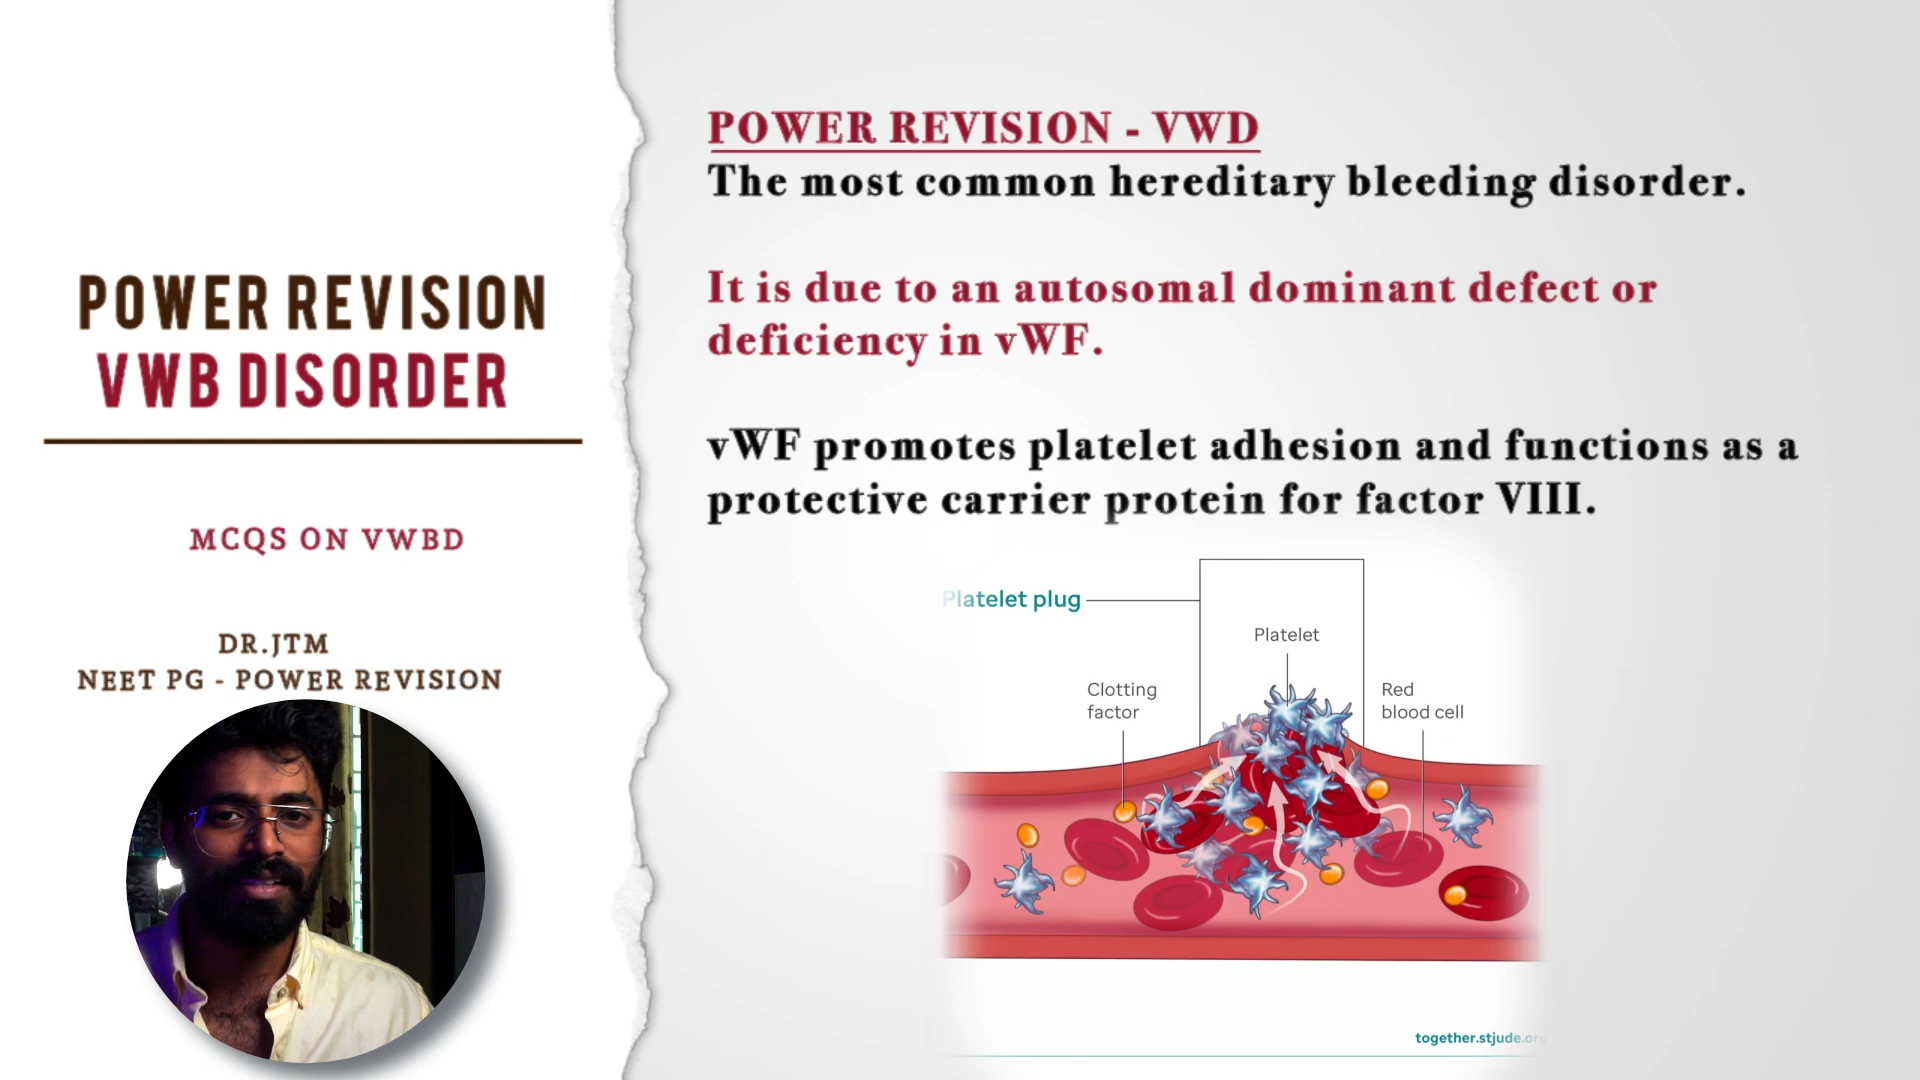 POWER REVISION
VWB DISORDER
MCQS ON VWBD
DR.JTM
NEET PG - POWER REVISION
POWER REVISION - VWD
The most common hereditary bleeding disorder.
It is due to an autosomal dominant defect or
deficiency in vWF.
vWF promotes platelet adhesion and functions as a
protective carrier protein for factor VIII.
Platelet plug
Platelet
Clotting
factor
Red
blood cell
together.stjude.org